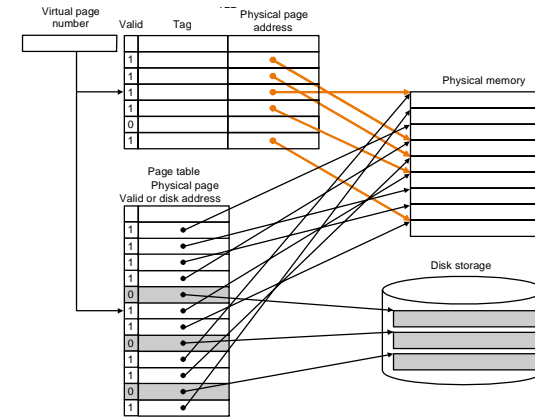 Virtual page
number
Valid
Tag
Physical page
address
1
1
1
1
0
1
Physical memory
Page table
Physical page
Valid or disk address
1
1
1
1
0
1
1
0
1
1
0
1
Disk storage